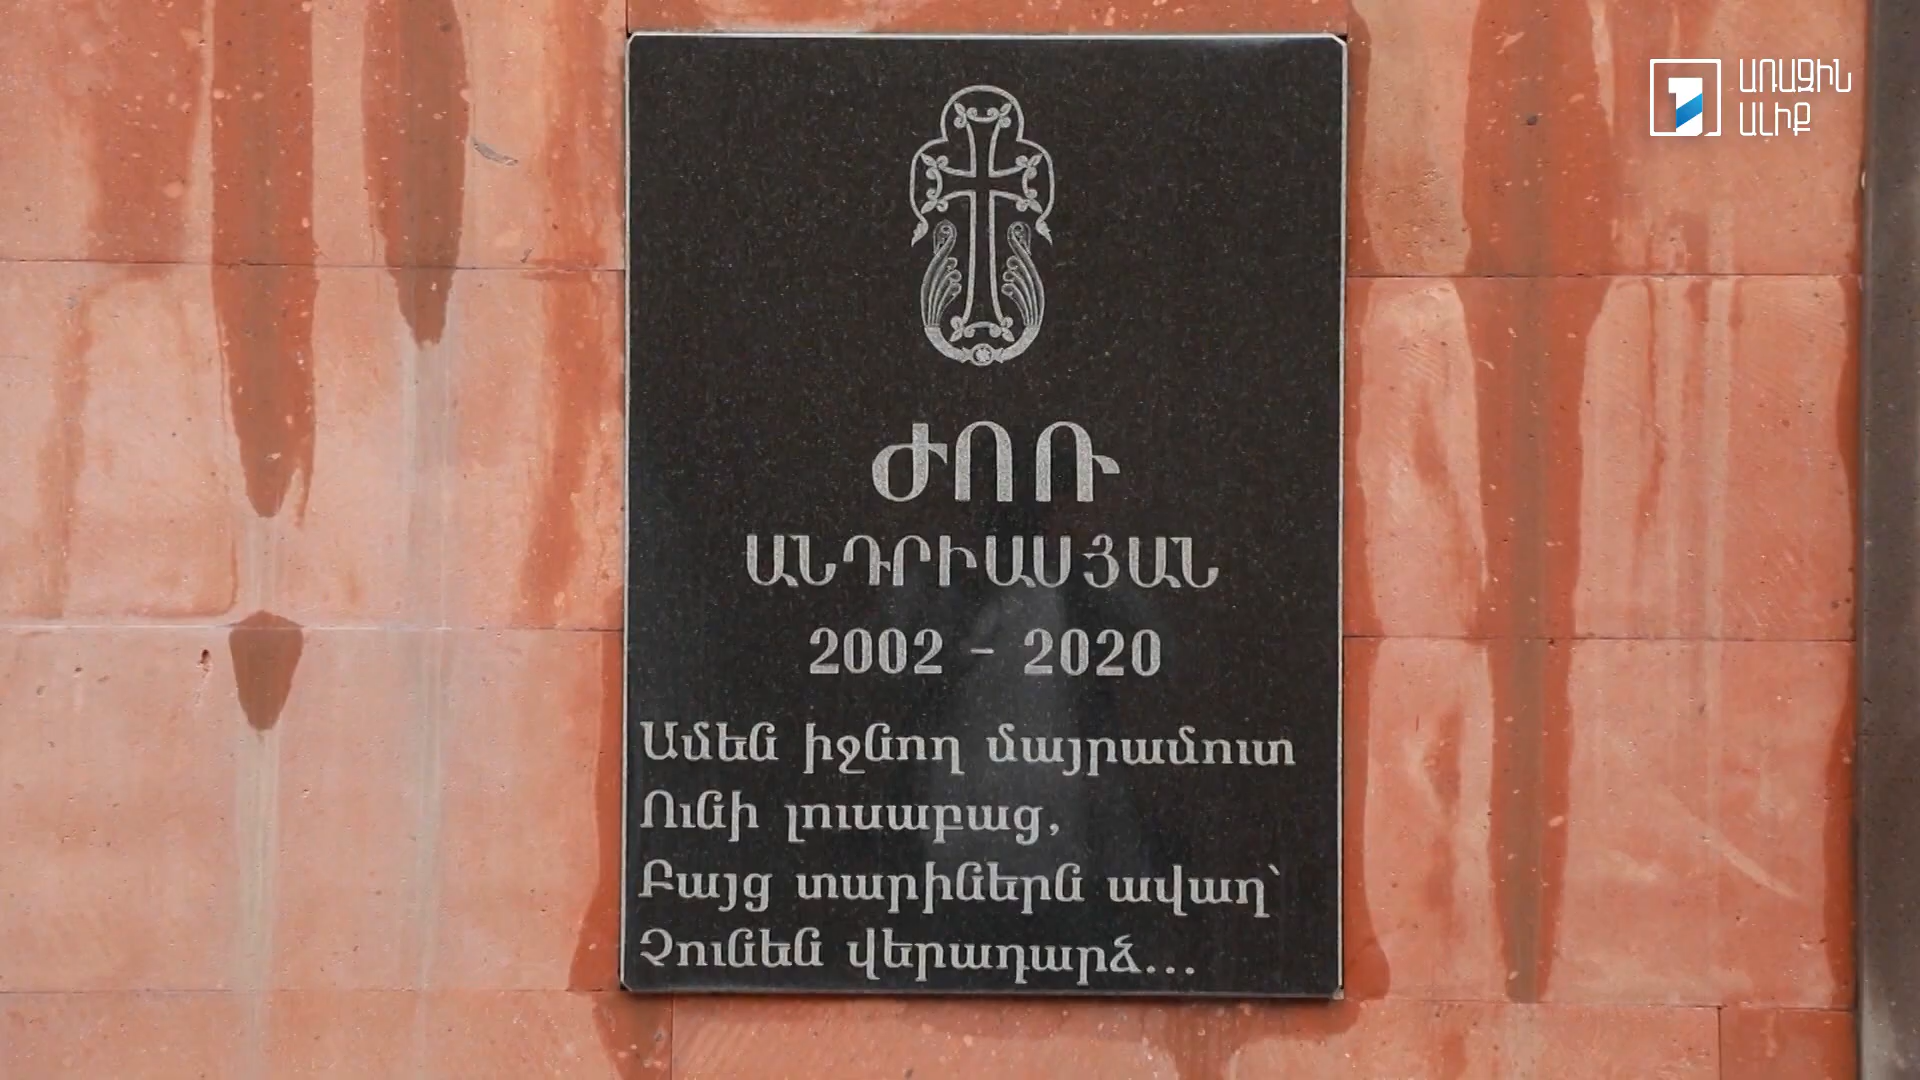 ԱՌԱՋԻՆ
ԱԼԻՔ
ԺՈՌ
ԱՆԴՐԻԱՍՅԱՆ
2002 - 2020
Ամեն իջնող մայրամուտ
Ունի լուսաբաց,
Բայց տարիներն ավաղ՝
Չունեն վերադարձ...